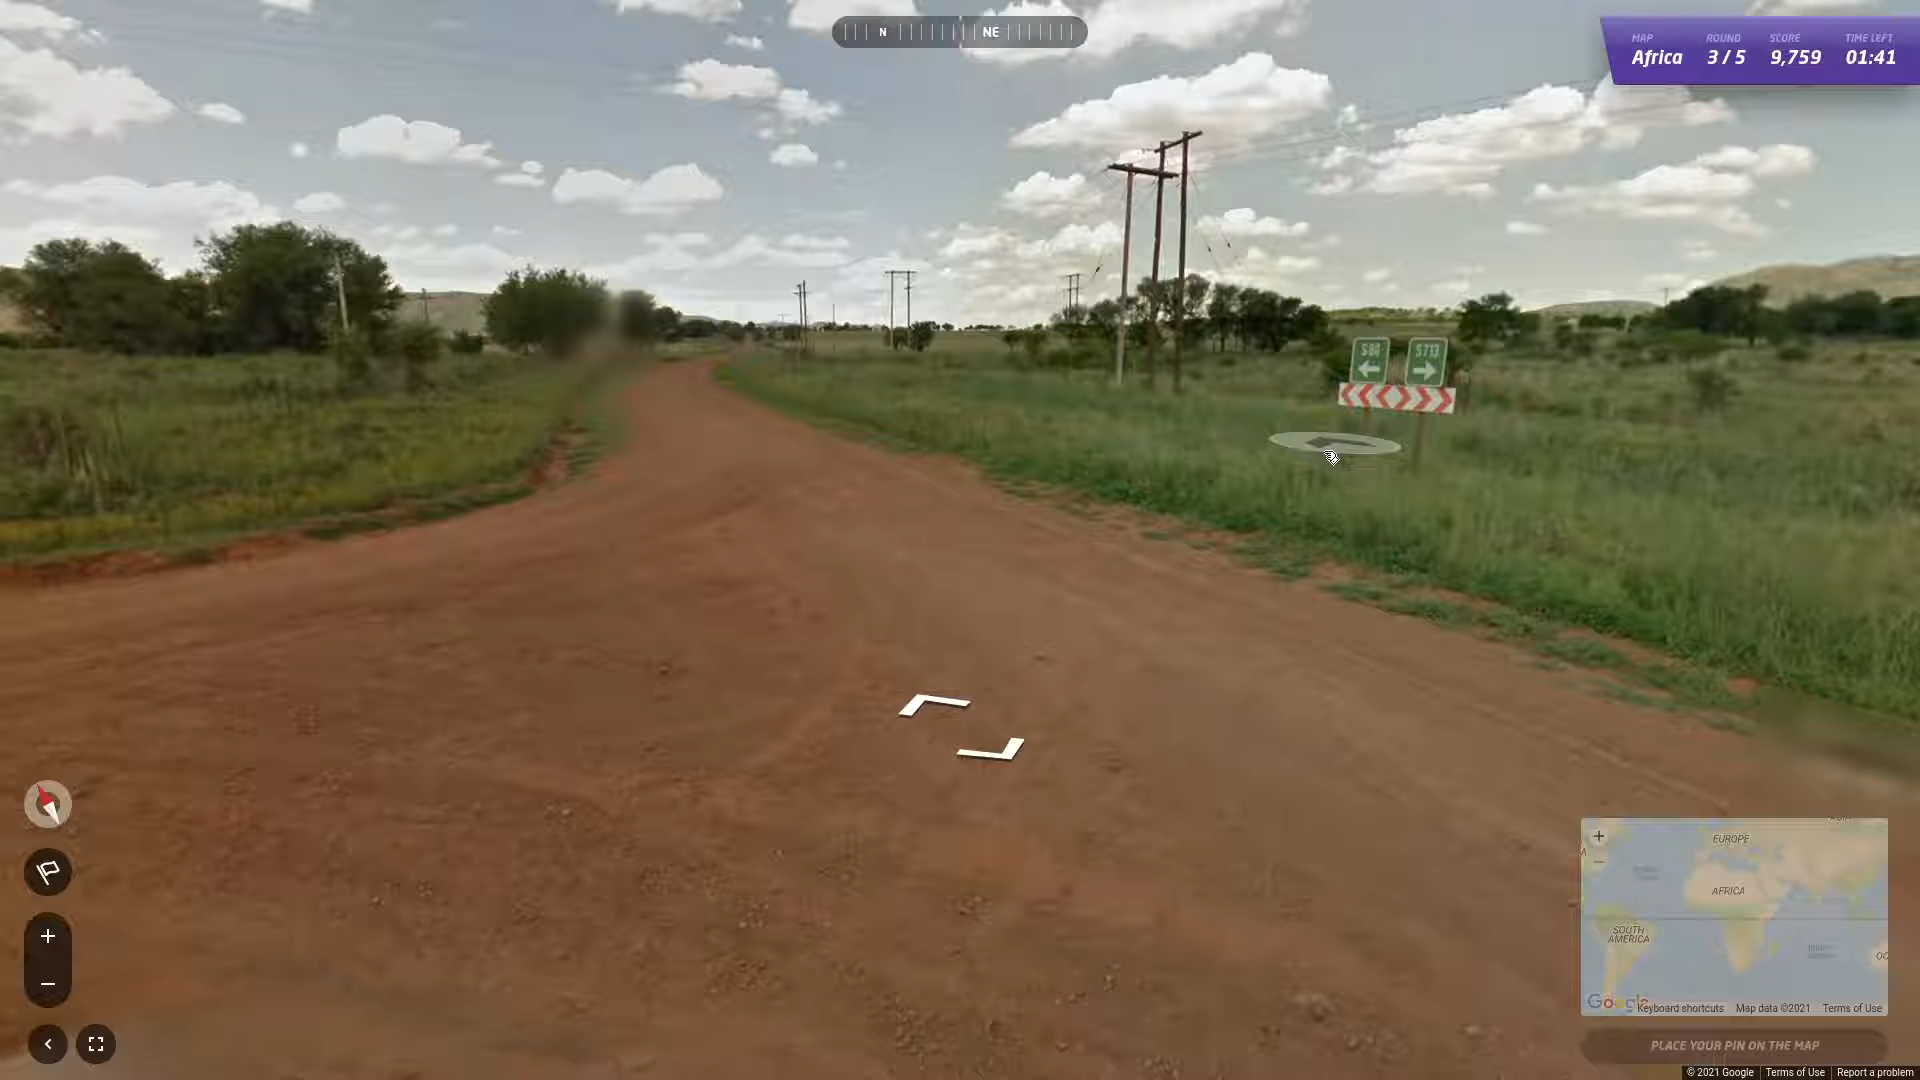 N
NE
MAP
Africa
ROUND
3 / 5
SCORE
9,759
TIME LEFT
01:41
S713
EUROPE
AFRICA
SOUTH
AMERICA
Google
Keyboard shortcuts
Map data ©2021
Terms of Use
PLACE YOUR PIN ON THE MAP
© 2021 Google
Terms of Use
Report a problem